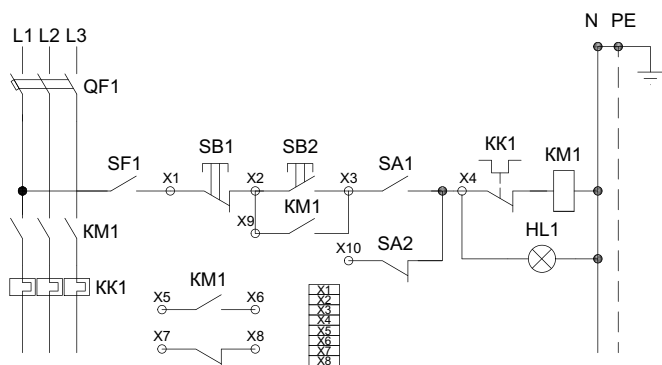 L1 L2 L3
N PE
QF1
SF1
SB1
SB2
SA1
KK1
KM1
X1
X2
X3
X4
KM1
KM1
X9
HL1
X10
SA2
KK1
KM1
X5
X6
X7
X8
X1
X2
X3
X4
X5
X6
X7
X8